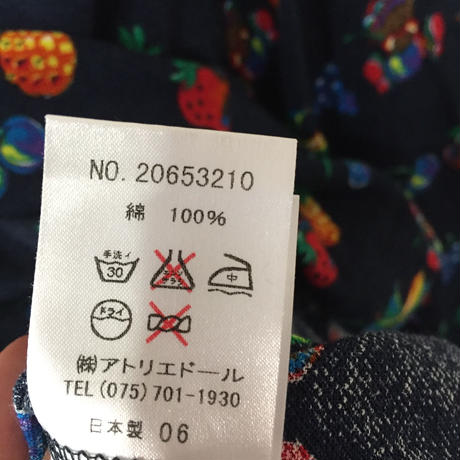 NO. 20653210
綿 100%
手洗イ
30
中
ドライ
㈱アトリエドール
TEL (075) 701-1930
日本製 06